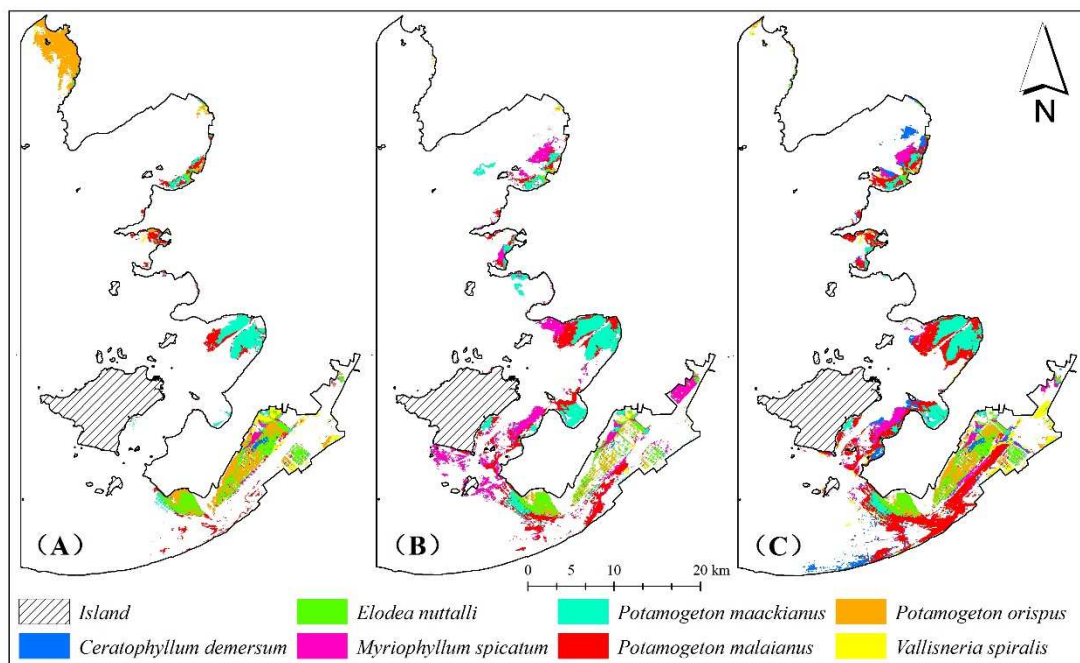 N
（A）
（B）
（C）
0 5 10 20 km
Island
Elodea nuttalli
Potamogeton maackianus
Potamogeton orispus
Ceratophyllum demersum
Myriophyllum spicatum
Potamogeton malaianus
Vallisneria spiralis